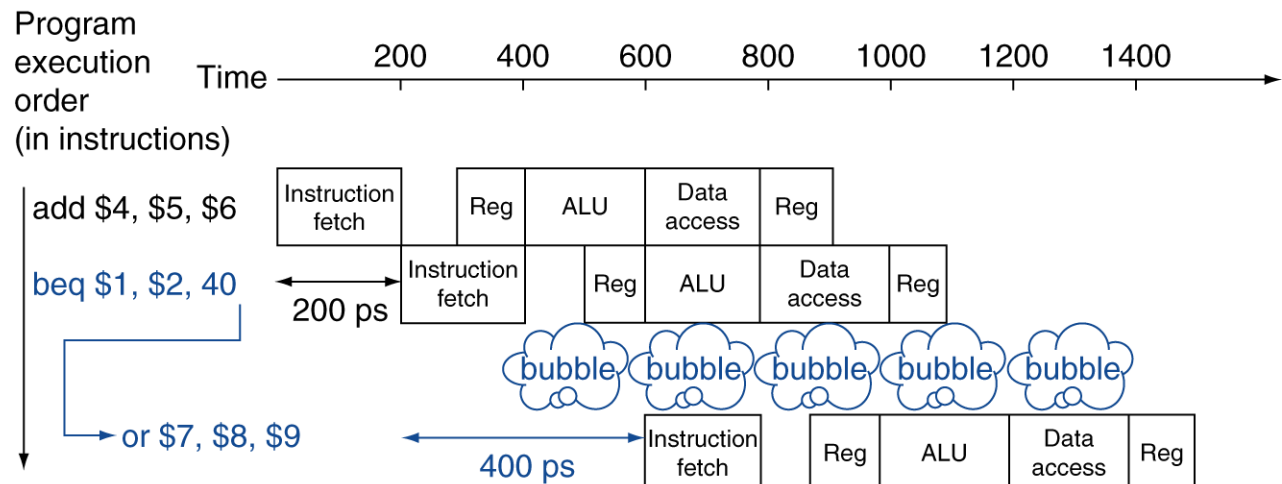 Program
execution
order
(in instructions)
Time
200 400 600 800 1000 1200 1400
add $4, $5, $6
Instruction
fetch
Reg
ALU
Data
access
Reg
beq $1, $2, 40
200 ps
Instruction
fetch
Reg
ALU
Data
access
Reg
bubble bubble bubble bubble bubble
or $7, $8, $9
400 ps
Instruction
fetch
Reg
ALU
Data
access
Reg